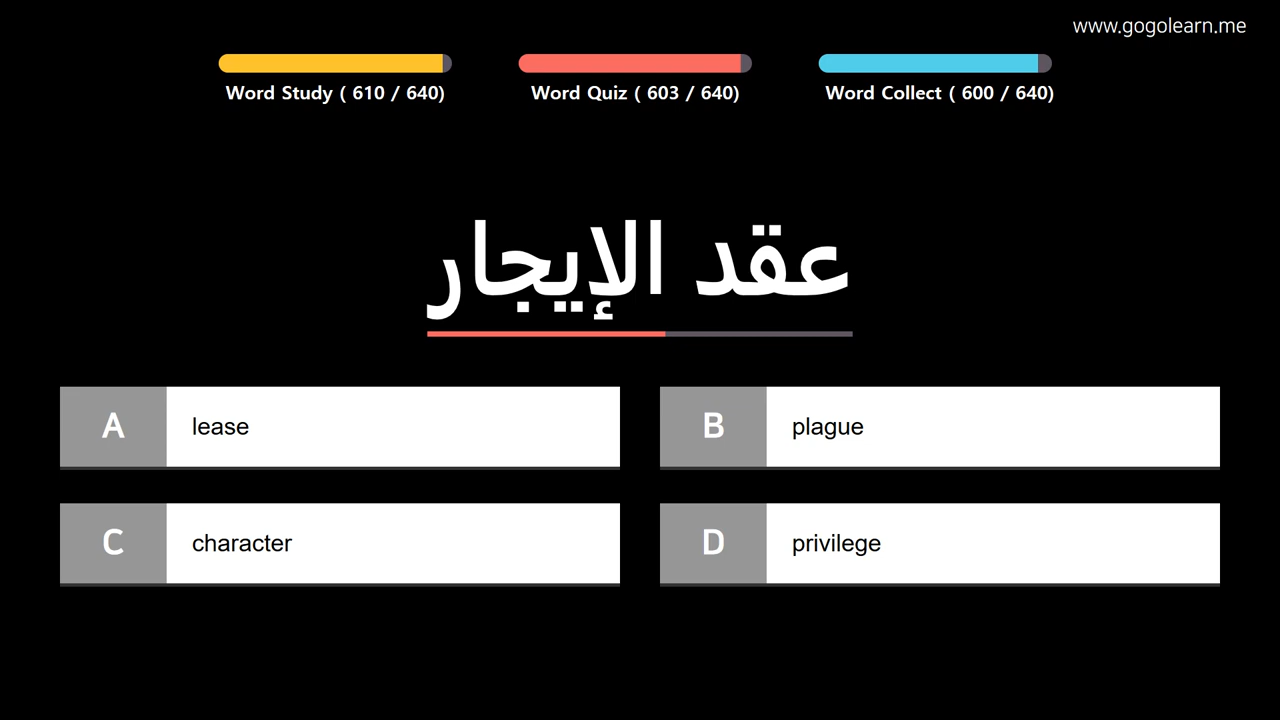 www.gogolearn.me
Word Study ( 610 / 640)
Word Quiz ( 603 / 640)
Word Collect ( 600 / 640)
عقد الإيجار
A lease
B plague
C character
D privilege